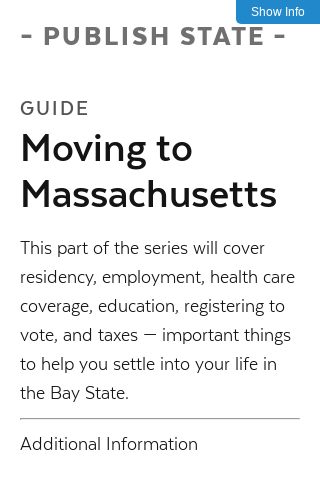 Show Info
– PUBLISH STATE –
GUIDE
Moving to
Massachusetts
This part of the series will cover
residency, employment, health care
coverage, education, registering to
vote, and taxes — important things
to help you settle into your life in
the Bay State.
Additional Information